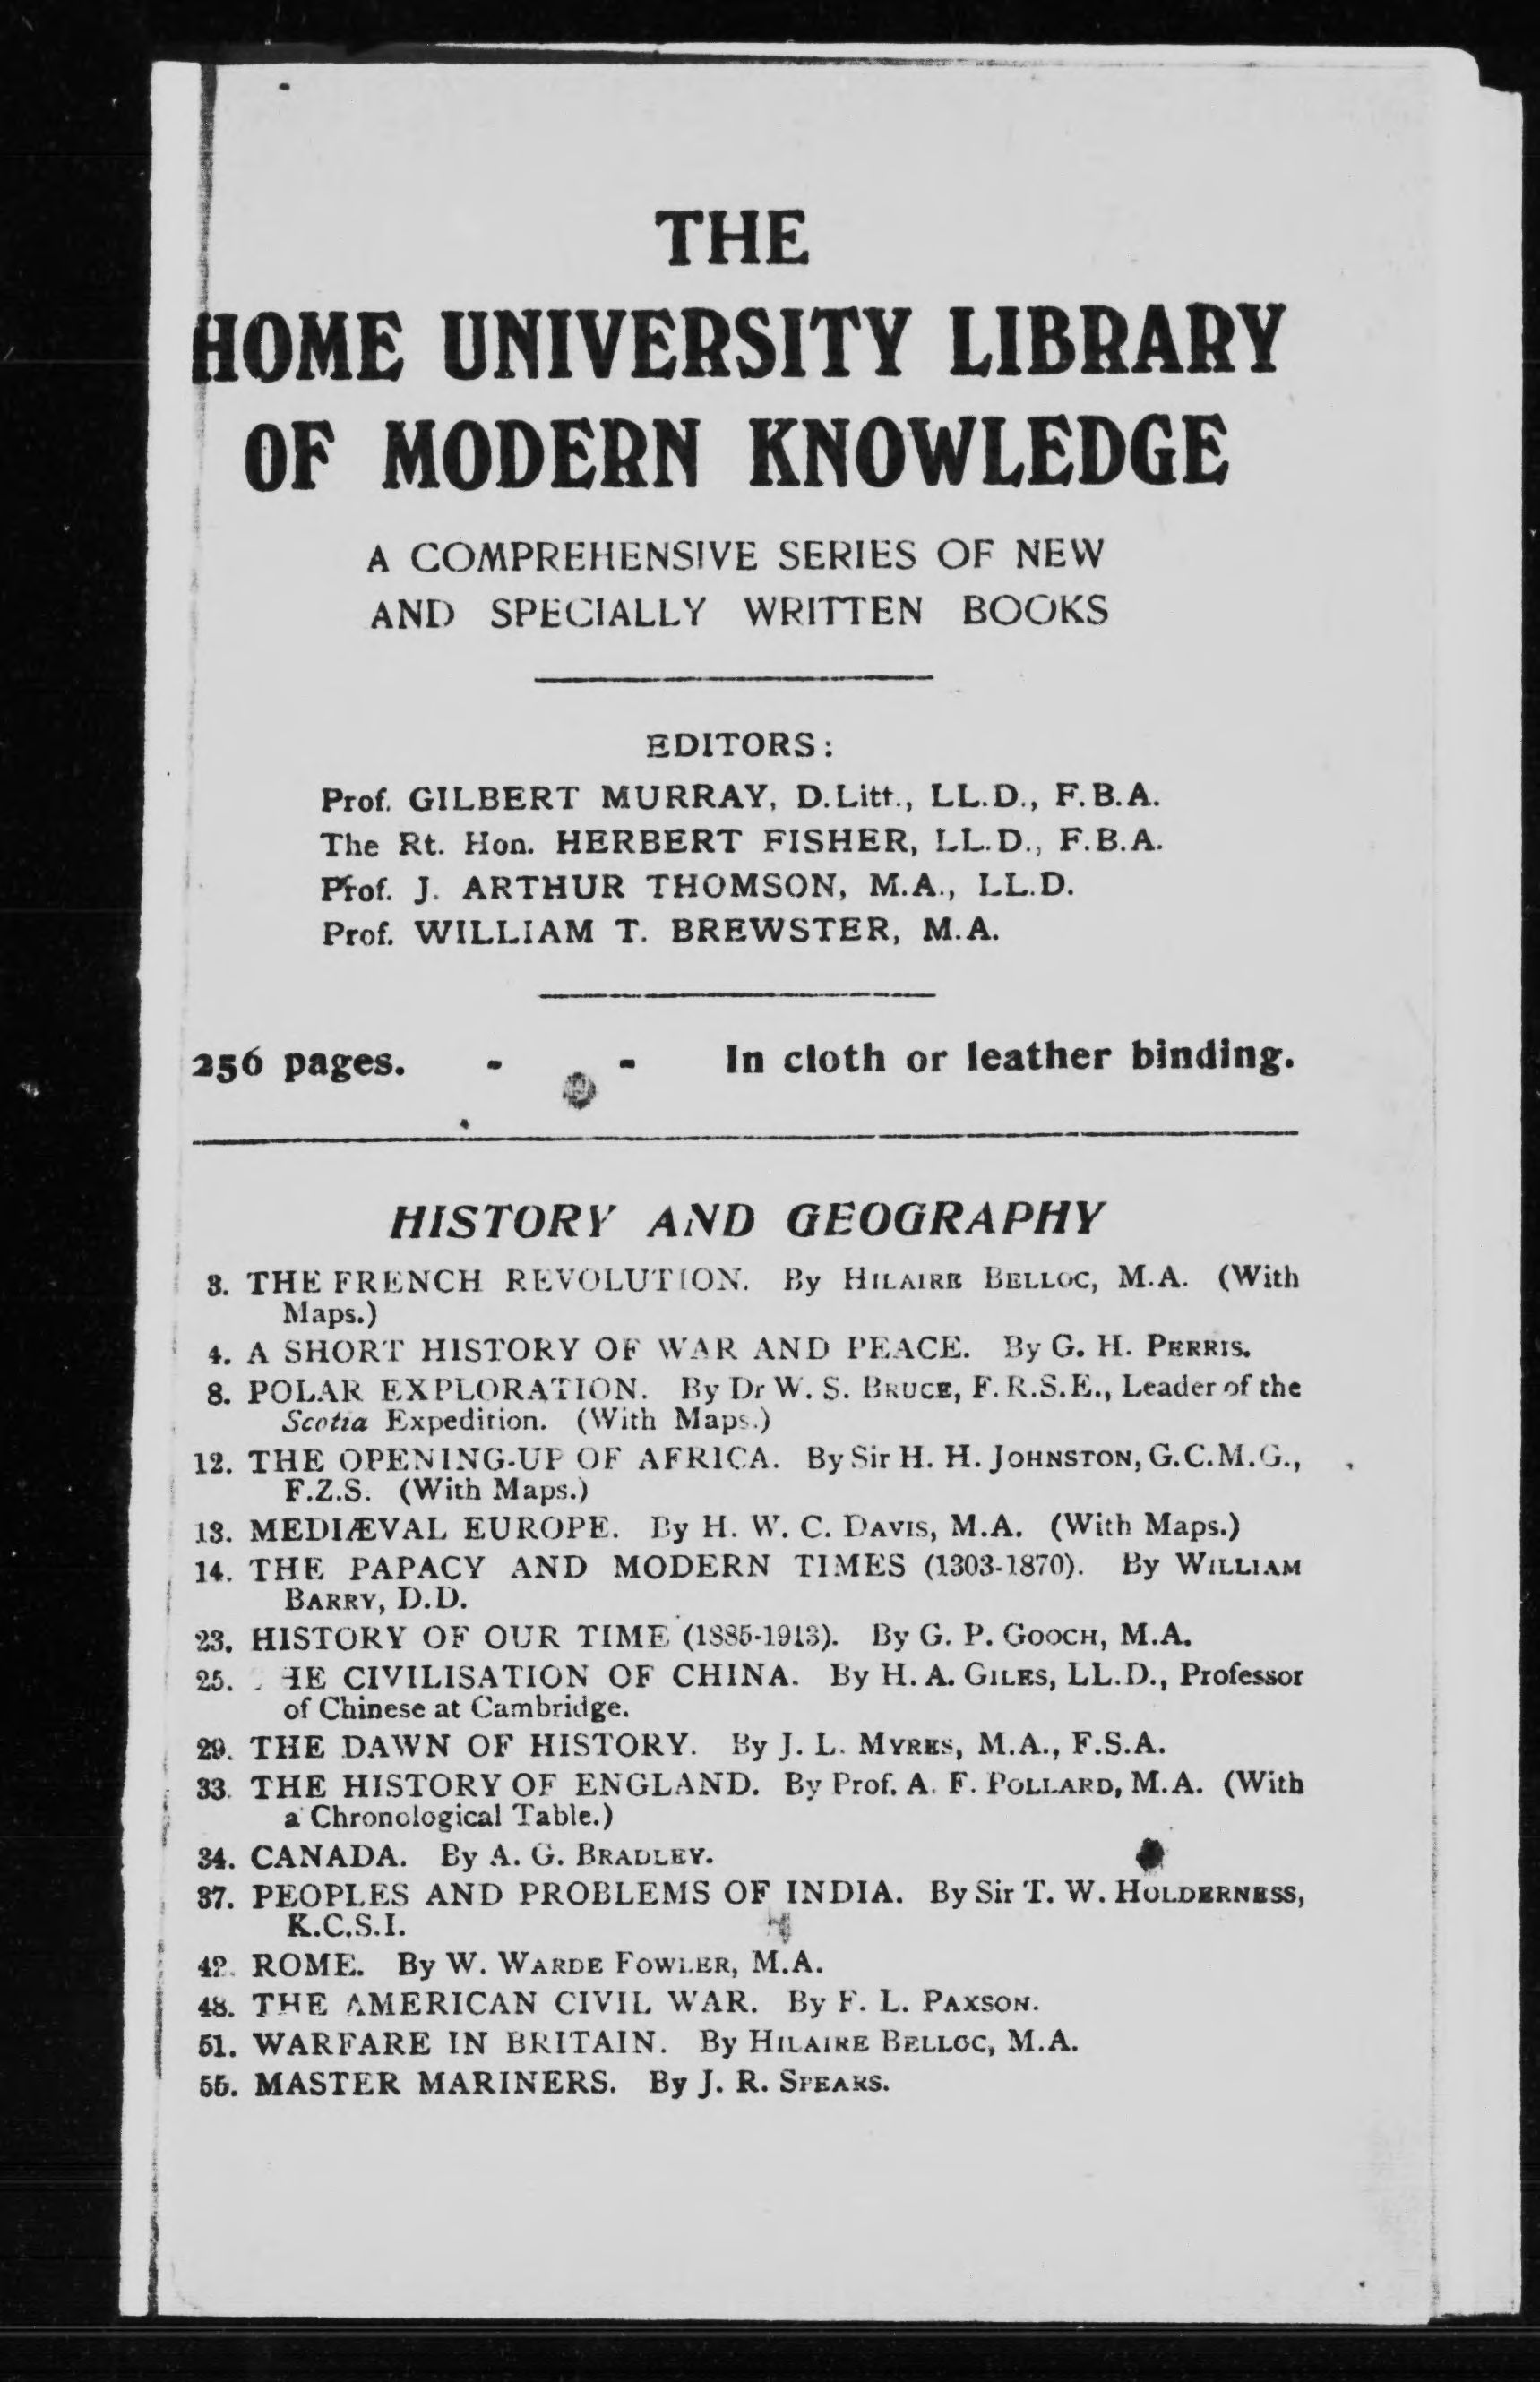 THE
HOME UNIVERSITY LIBRARY
OF MODERN KNOWLEDGE
A COMPREHENSIVE SERIES OF NEW
AND SPECIALLY WRITTEN BOOKS
EDITORS:
Prof. GILBERT MURRAY, D.Litt., LL.D., F.B.A.
The Rt. Hon. HERBERT FISHER, LL.D., F.B.A.
Prof. J. ARTHUR THOMSON, M.A., LL.D.
Prof. WILLIAM T. BREWSTER, M.A.
256 pages. - - In cloth or leather binding.
HISTORY AND GEOGRAPHY
3. THE FRENCH REVOLUTION. By HILAIRE BELLOC, M.A. (With
Maps.)
4. A SHORT HISTORY OF WAR AND PEACE. By G. H. PERRIS.
8. POLAR EXPLORATION. By Dr W. S. BRUCE, F.R.S.E., Leader of the
Scotia Expedition. (With Maps.)
12. THE OPENING-UP OF AFRICA. By Sir H. H. JOHNSTON, G.C.M.G.,
F.Z.S. (With Maps.)
13. MEDIÆVAL EUROPE. By H. W. C. DAVIS, M.A. (With Maps.)
14. THE PAPACY AND MODERN TIMES (1303-1870). By WILLIAM
BARRY, D.D.
23. HISTORY OF OUR TIME (1885-1913). By G. P. GOOCH, M.A.
25. HE CIVILISATION OF CHINA. By H. A. GILES, LL.D., Professor
of Chinese at Cambridge.
29. THE DAWN OF HISTORY. By J. L. MYRES, M.A., F.S.A.
33. THE HISTORY OF ENGLAND. By Prof. A. F. POLLARD, M.A. (With
a Chronological Table.)
34. CANADA. By A. G. BRADLEY.
37. PEOPLES AND PROBLEMS OF INDIA. By Sir T. W. HOLDERNESS,
K.C.S.I.
42. ROME. By W. WARDE FOWLER, M.A.
48. THE AMERICAN CIVIL WAR. By F. L. PAXSON.
51. WARFARE IN BRITAIN. By HILAIRE BELLOC, M.A.
55. MASTER MARINERS. By J. R. SPEARS.